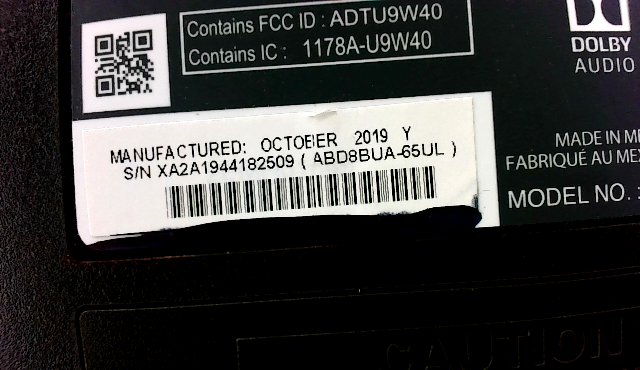 Contains FCC ID : ADTU9W40
Contains IC : 1178A-U9W40
DOLBY
AUDIO
MANUFACTURED: OCTOBER 2019 Y
S/N XA2A1944182509 ( ABD8BUA-65UL )
MADE IN
FABRIQUÉ AU
MODEL NO. :
CAUTION